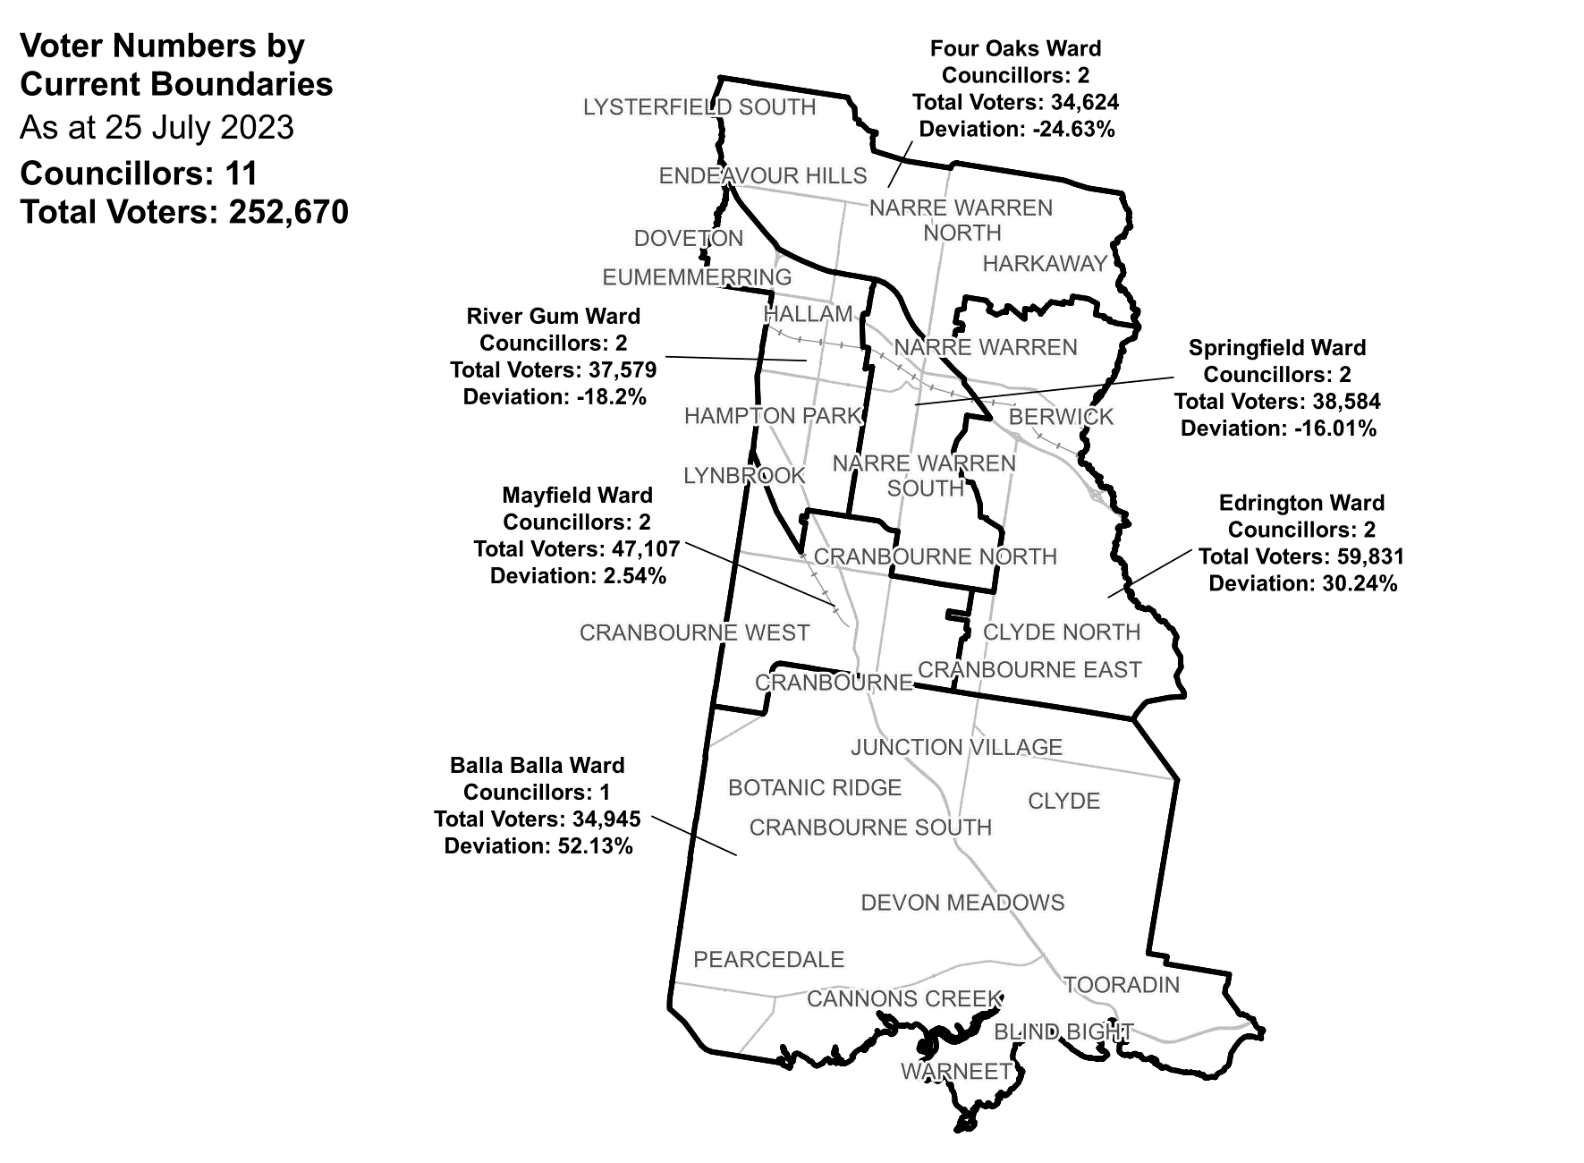 Voter Numbers by
Current Boundaries
As at 25 July 2023
Councillors: 11
Total Voters: 252,670
Four Oaks Ward
Councillors: 2
Total Voters: 34,624
Deviation: -24.63%
LYSTERFIELD SOUTH
ENDEAVOUR HILLS
NARRE WARREN
NORTH
DOVETON
HARKAWAY
EUMEMMERRING
River Gum Ward
Councillors: 2
Total Voters: 37,579
Deviation: -18.2%
HALLAM
NARRE WARREN
Springfield Ward
Councillors: 2
Total Voters: 38,584
Deviation: -16.01%
HAMPTON PARK
BERWICK
LYNBROOK
NARRE WARREN
SOUTH
Mayfield Ward
Councillors: 2
Total Voters: 47,107
Deviation: 2.54%
Edrington Ward
Councillors: 2
Total Voters: 59,831
Deviation: 30.24%
CRANBOURNE NORTH
CRANBOURNE WEST
CLYDE NORTH
CRANBOURNE EAST
CRANBOURNE
JUNCTION VILLAGE
Balla Balla Ward
Councillors: 1
Total Voters: 34,945
Deviation: 52.13%
BOTANIC RIDGE
CLYDE
CRANBOURNE SOUTH
DEVON MEADOWS
PEARCEDALE
TOORADIN
CANNONS CREEK
BLIND BIGHT
WARNEET